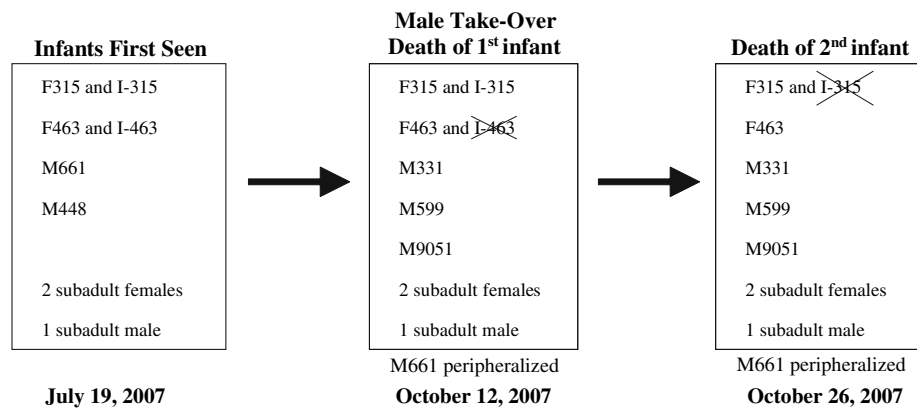 Infants First Seen
F315 and I-315
F463 and I-463
M661
M448
2 subadult females
1 subadult male
July 19, 2007
Male Take-Over
Death of 1st infant
F315 and I-315
F463 and I-463
M331
M599
M9051
2 subadult females
1 subadult male
M661 peripheralized
October 12, 2007
Death of 2nd infant
F315 and I-315
F463
M331
M599
M9051
2 subadult females
1 subadult male
M661 peripheralized
October 26, 2007